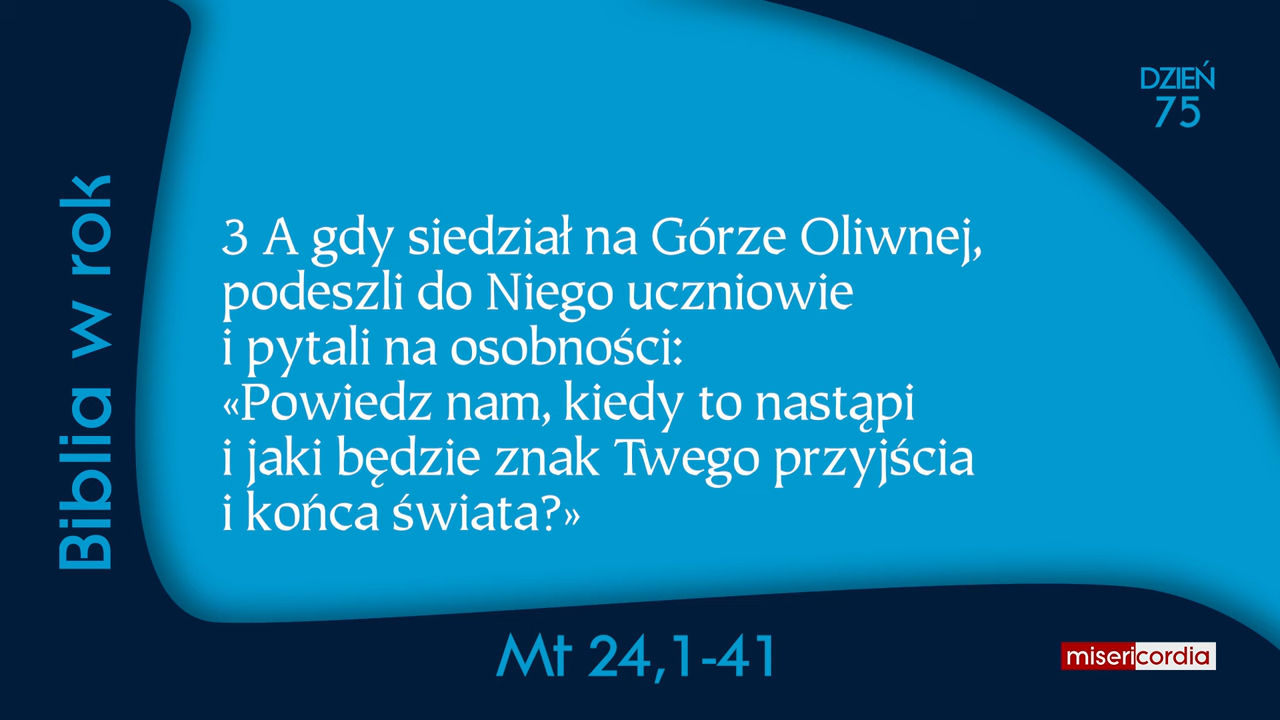 DZIEŃ
75
Biblia w rok
3 A gdy siedział na Górze Oliwnej,
podeszli do Niego uczniowie
i pytali na osobności:
«Powiedz nam, kiedy to nastąpi
i jaki będzie znak Twego przyjścia
i końca świata?»
Mt 24,1-41
misericordia